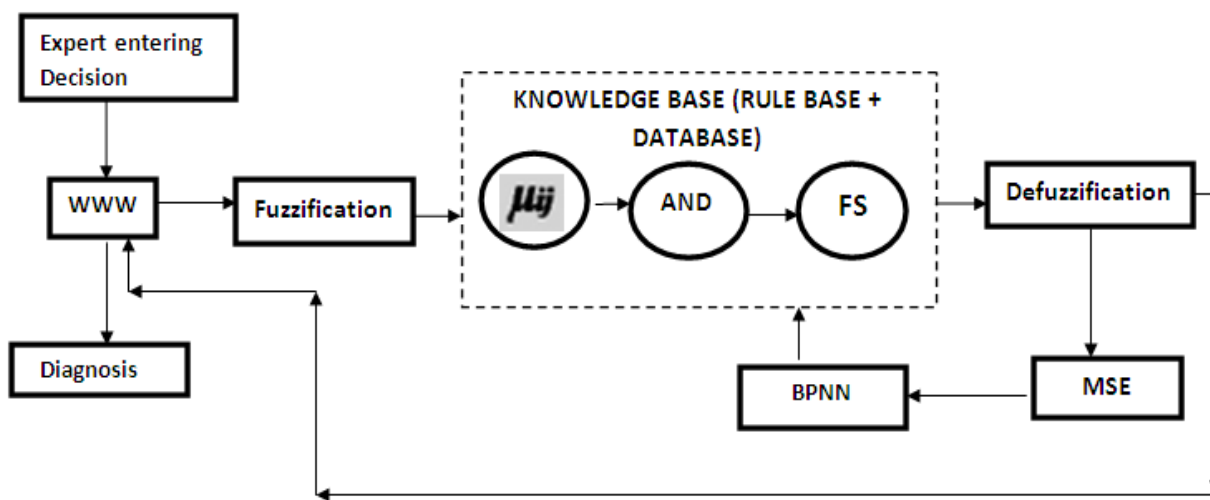 Expert entering
Decision
KNOWLEDGE BASE (RULE BASE +
DATABASE)
WWW
Fuzzification
μij
AND
FS
Defuzzification
Diagnosis
BPNN
MSE